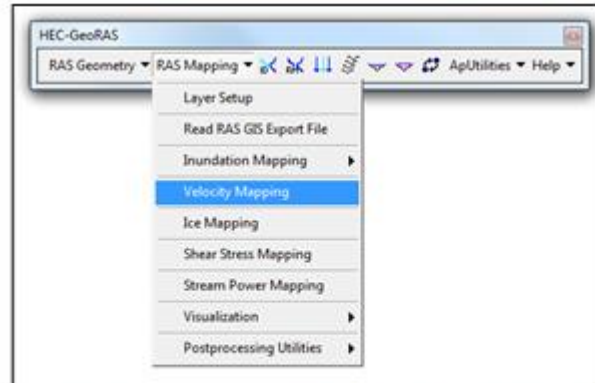 HEC-GeoRAS
RAS Geometry RAS Mapping ApUtilities Help
Layer Setup
Read RAS GIS Export File
Inundation Mapping
Velocity Mapping
Ice Mapping
Shear Stress Mapping
Stream Power Mapping
Visualization
Postprocessing Utilities